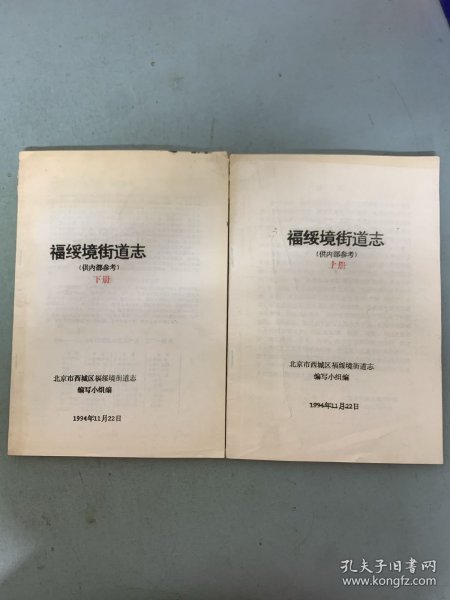 福绥境街道志
(供内部参考)
下册
北京市西城区福绥境街道志
编写小组编
1994年11月22日
福绥境街道志
(供内部参考)
上册
北京市西城区福绥境街道志
编写小组编
1994年11月22日
孔夫子旧书网
www.kongfz.com